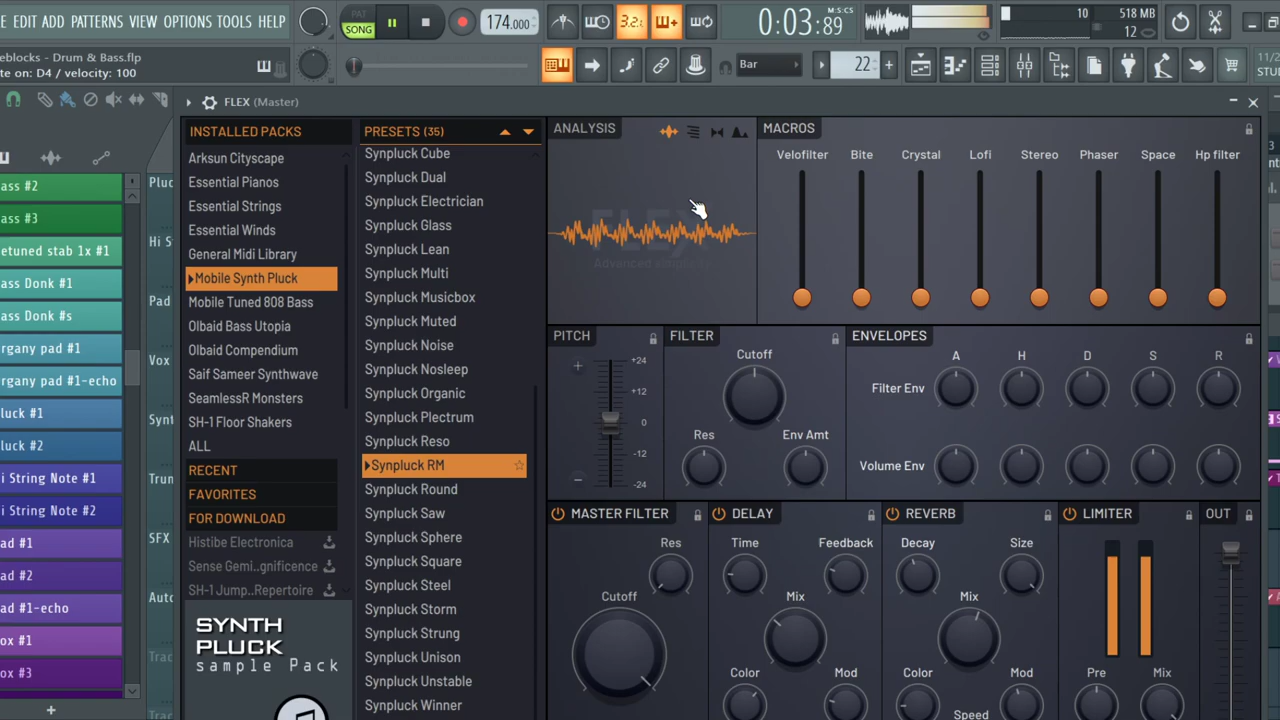 E EDIT ADD PATTERNS VIEW OPTIONS TOOLS HELP
PAT
SONG
174.000
3.2.
0:03:89
M:S:CS
10
518 MB
12
eblocks - Drum & Bass.flp
te on: D4 / velocity: 100
Bar
22
11/2
STU
FLEX (Master)
INSTALLED PACKS
Arksun Cityscape
Essential Pianos
Essential Strings
Essential Winds
General Midi Library
Mobile Synth Pluck
Mobile Tuned 808 Bass
Olbaid Bass Utopia
Olbaid Compendium
Saif Sameer Synthwave
SeamlessR Monsters
SH-1 Floor Shakers
ALL
RECENT
FAVORITES
FOR DOWNLOAD
Histibe Electronica
Sense Gemi..gnificence
SH-1 Jump..Repertoire
SYNTH
PLUCK
sample Pack
PRESETS (35)
Synpluck Cube
Synpluck Dual
Synpluck Electrician
Synpluck Glass
Synpluck Lean
Synpluck Multi
Synpluck Musicbox
Synpluck Muted
Synpluck Noise
Synpluck Nosleep
Synpluck Organic
Synpluck Plectrum
Synpluck Reso
Synpluck RM
Synpluck Round
Synpluck Saw
Synpluck Sphere
Synpluck Square
Synpluck Steel
Synpluck Storm
Synpluck Strung
Synpluck Unison
Synpluck Unstable
Synpluck Winner
ass #2
ass #3
etuned stab 1x #1
ass Donk #1
ass Donk #s
rgany pad #1
rgany pad #1-echo
luck #1
luck #2
i String Note #1
i String Note #2
ad #1
ad #2
ad #1-echo
ox #1
ox #3
Pluc
Hi S
Pad
Vox
Synt
Trun
SFX
Auto
Trac
Trac
ANALYSIS
FLEX
MACROS
Velofilter
Bite
Crystal
Lofi
Stereo
Phaser
Space
Hp filter
PITCH
+24
+12
0
-12
-24
FILTER
Cutoff
Res
Env Amt
ENVELOPES
A
H
D
S
R
Filter Env
Volume Env
MASTER FILTER
Res
Cutoff
DELAY
Time
Feedback
Mix
Color
Mod
REVERB
Decay
Size
Mix
Color
Mod
Speed
LIMITER
Pre
Mix
OUT